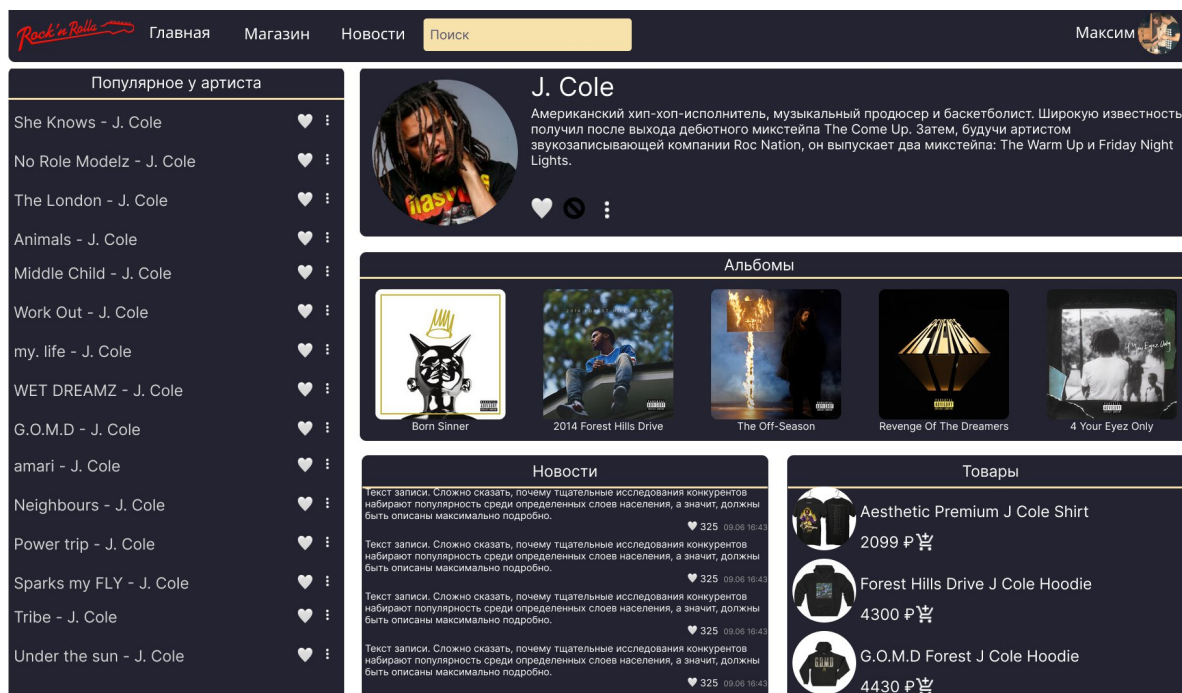 Rock'n Rolla
Главная
Магазин
Новости
Поиск
Максим
Популярное у артиста
She Knows - J. Cole
No Role Modelz - J. Cole
The London - J. Cole
Animals - J. Cole
Middle Child - J. Cole
Work Out - J. Cole
my. life - J. Cole
WET DREAMZ - J. Cole
G.O.M.D - J. Cole
amari - J. Cole
Neighbours - J. Cole
Power trip - J. Cole
Sparks my FLY - J. Cole
Tribe - J. Cole
Under the sun - J. Cole
J. Cole
Американский хип-хоп-исполнитель, музыкальный продюсер и баскетболист. Широкую известность
получил после выхода дебютного микстейпа The Come Up. Затем, будучи артистом
звукозаписывающей компании Roc Nation, он выпускает два микстейпа: The Warm Up и Friday Night
Lights.
Альбомы
Born Sinner
2014 Forest Hills Drive
The Off-Season
Revenge Of The Dreamers
4 Your Eyez Only
4 Your Eyez Only
Новости
Текст записи. Сложно сказать, почему тщательные исследования конкурентов
набирают популярность среди определенных слоев населения, а значит, должны
быть описаны максимально подробно.
325 09.06 16:43
Текст записи. Сложно сказать, почему тщательные исследования конкурентов
набирают популярность среди определенных слоев населения, а значит, должны
быть описаны максимально подробно.
325 09.06 16:43
Текст записи. Сложно сказать, почему тщательные исследования конкурентов
набирают популярность среди определенных слоев населения, а значит, должны
быть описаны максимально подробно.
325 09.06 16:43
Текст записи. Сложно сказать, почему тщательные исследования конкурентов
набирают популярность среди определенных слоев населения, а значит, должны
быть описаны максимально подробно.
325 09.06 16:43
Товары
Aesthetic Premium J Cole Shirt
2099 ₽
Forest Hills Drive J Cole Hoodie
4300 ₽
G.O.M.D
G.O.M.D Forest J Cole Hoodie
4430 ₽